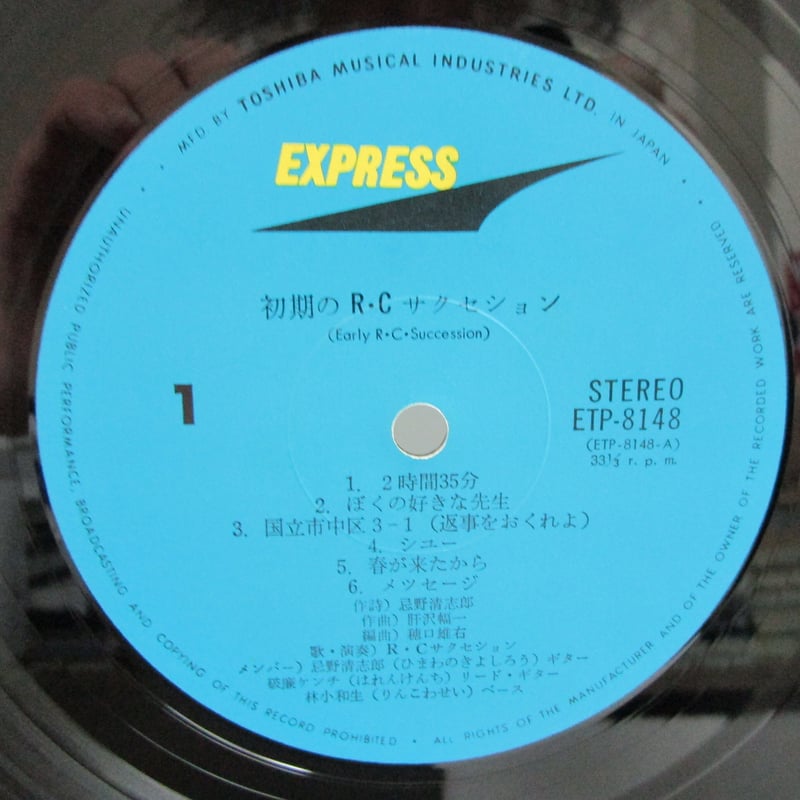 MFD BY TOSHIBA MUSICAL INDUSTRIES LTD. IN JAPAN
EXPRESS
初期の R・C サクセション
(Early R・C・Succession)
1
STEREO
ETP-8148
(ETP-8148-A)
33⅓ r. p. m.
1. 2時間35分
2. ぼくの好きな先生
3. 国立市中区3-1（返事をおくれよ）
4. シユー
5. 春が来たから
6. メツセージ
作詩）忌野清志郎
作曲）肝沢幅一
編曲）穂口雄右
歌・演奏）R・Cサクセション
メンバー）忌野清志郎（ひまわのきよしろう）ギター
破廉ケンチ（はれんけんち）リード・ギター
林小和生（りんこわせい）ベース
UNAUTHORIZED PUBLIC PERFORMANCE, BROADCASTING AND COPYING OF THIS RECORD PROHIBITED • ALL RIGHTS OF THE MANUFACTURER AND OF THE OWNER OF THE RECORDED WORK ARE RESERVED